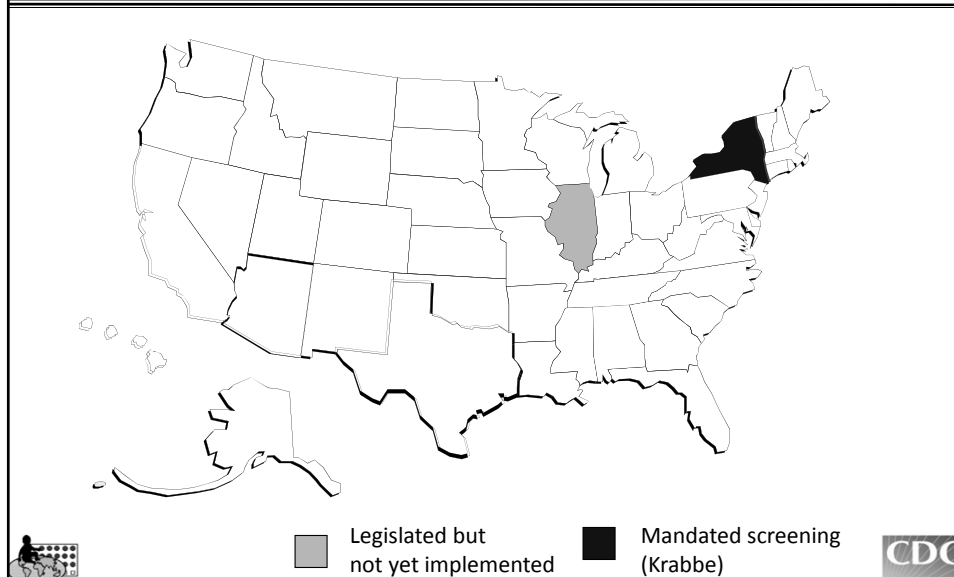 Legislated but
not yet implemented
Mandated screening
(Krabbe)
CDC